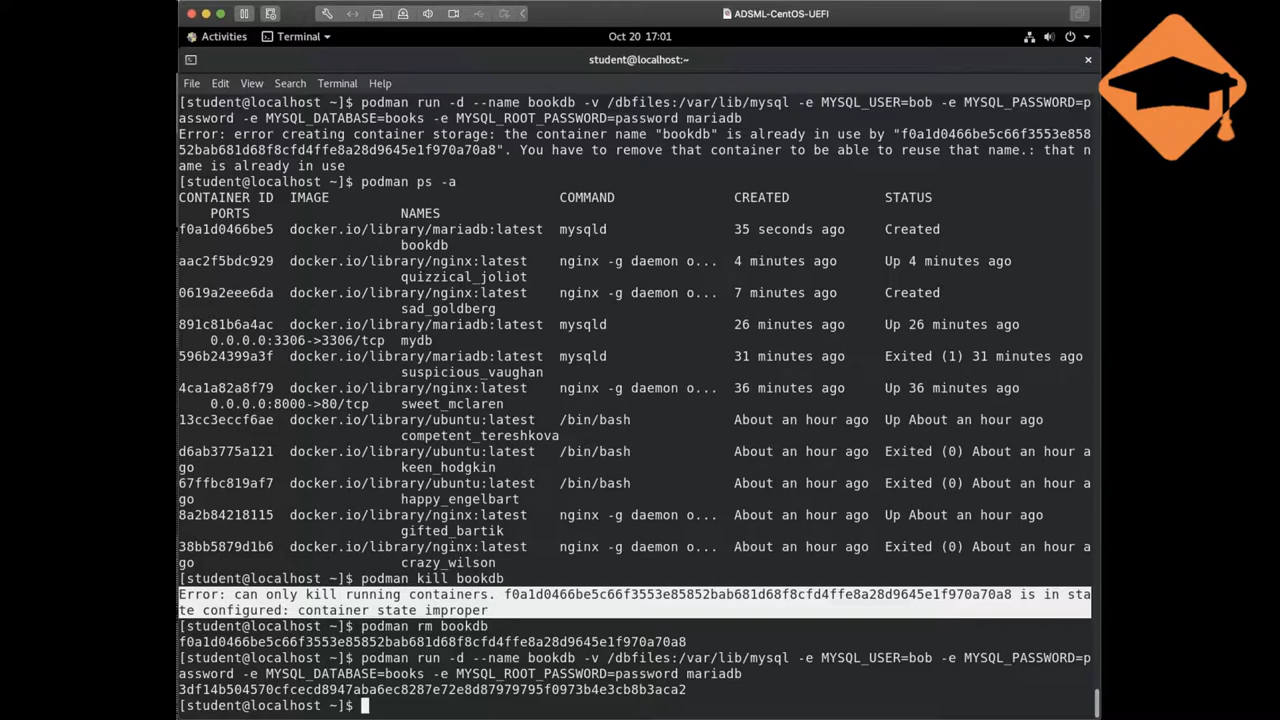 ADSML-CentOS-UEFI
Activities Terminal Oct 20 17:01
student@localhost:~
File Edit View Search Terminal Help
[student@localhost ~]$ podman run -d --name bookdb -v /dbfiles:/var/lib/mysql -e MYSQL_USER=bob -e MYSQL_PASSWORD=p
assword -e MYSQL_DATABASE=books -e MYSQL_ROOT_PASSWORD=password mariadb
Error: error creating container storage: the container name "bookdb" is already in use by "f0a1d0466be5c66f3553e858
52bab681d68f8cfd4ffe8a28d9645e1f970a70a8". You have to remove that container to be able to reuse that name.: that n
ame is already in use
[student@localhost ~]$ podman ps -a
CONTAINER ID  IMAGE                             COMMAND               CREATED            STATUS
    PORTS                   NAMES
f0a1d0466be5  docker.io/library/mariadb:latest  mysqld                35 seconds ago     Created
                            bookdb
aac2f5bdc929  docker.io/library/nginx:latest    nginx -g daemon o...  4 minutes ago      Up 4 minutes ago
                            quizzical_joliot
0619a2eee6da  docker.io/library/nginx:latest    nginx -g daemon o...  7 minutes ago      Created
                            sad_goldberg
891c81b6a4ac  docker.io/library/mariadb:latest  mysqld                26 minutes ago     Up 26 minutes ago
    0.0.0.0:3306->3306/tcp  mydb
596b24399a3f  docker.io/library/mariadb:latest  mysqld                31 minutes ago     Exited (1) 31 minutes ago
                            suspicious_vaughan
4ca1a82a8f79  docker.io/library/nginx:latest    nginx -g daemon o...  36 minutes ago     Up 36 minutes ago
    0.0.0.0:8000->80/tcp    sweet_mclaren
13cc3eccf6ae  docker.io/library/ubuntu:latest   /bin/bash             About an hour ago  Up About an hour ago
                            competent_tereshkova
d6ab3775a121  docker.io/library/ubuntu:latest   /bin/bash             About an hour ago  Exited (0) About an hour a
go                          keen_hodgkin
67ffbc819af7  docker.io/library/ubuntu:latest   /bin/bash             About an hour ago  Exited (0) About an hour a
go                          happy_engelbart
8a2b84218115  docker.io/library/nginx:latest    nginx -g daemon o...  About an hour ago  Up About an hour ago
                            gifted_bartik
38bb5879d1b6  docker.io/library/nginx:latest    nginx -g daemon o...  About an hour ago  Exited (0) About an hour a
go                          crazy_wilson
[student@localhost ~]$ podman kill bookdb
Error: can only kill running containers. f0a1d0466be5c66f3553e85852bab681d68f8cfd4ffe8a28d9645e1f970a70a8 is in sta
te configured: container state improper
[student@localhost ~]$ podman rm bookdb
f0a1d0466be5c66f3553e85852bab681d68f8cfd4ffe8a28d9645e1f970a70a8
[student@localhost ~]$ podman run -d --name bookdb -v /dbfiles:/var/lib/mysql -e MYSQL_USER=bob -e MYSQL_PASSWORD=p
assword -e MYSQL_DATABASE=books -e MYSQL_ROOT_PASSWORD=password mariadb
3df14b504570cfcecd8947aba6ec8287e72e8d87979795f0973b4e3cb8b3aca2
[student@localhost ~]$